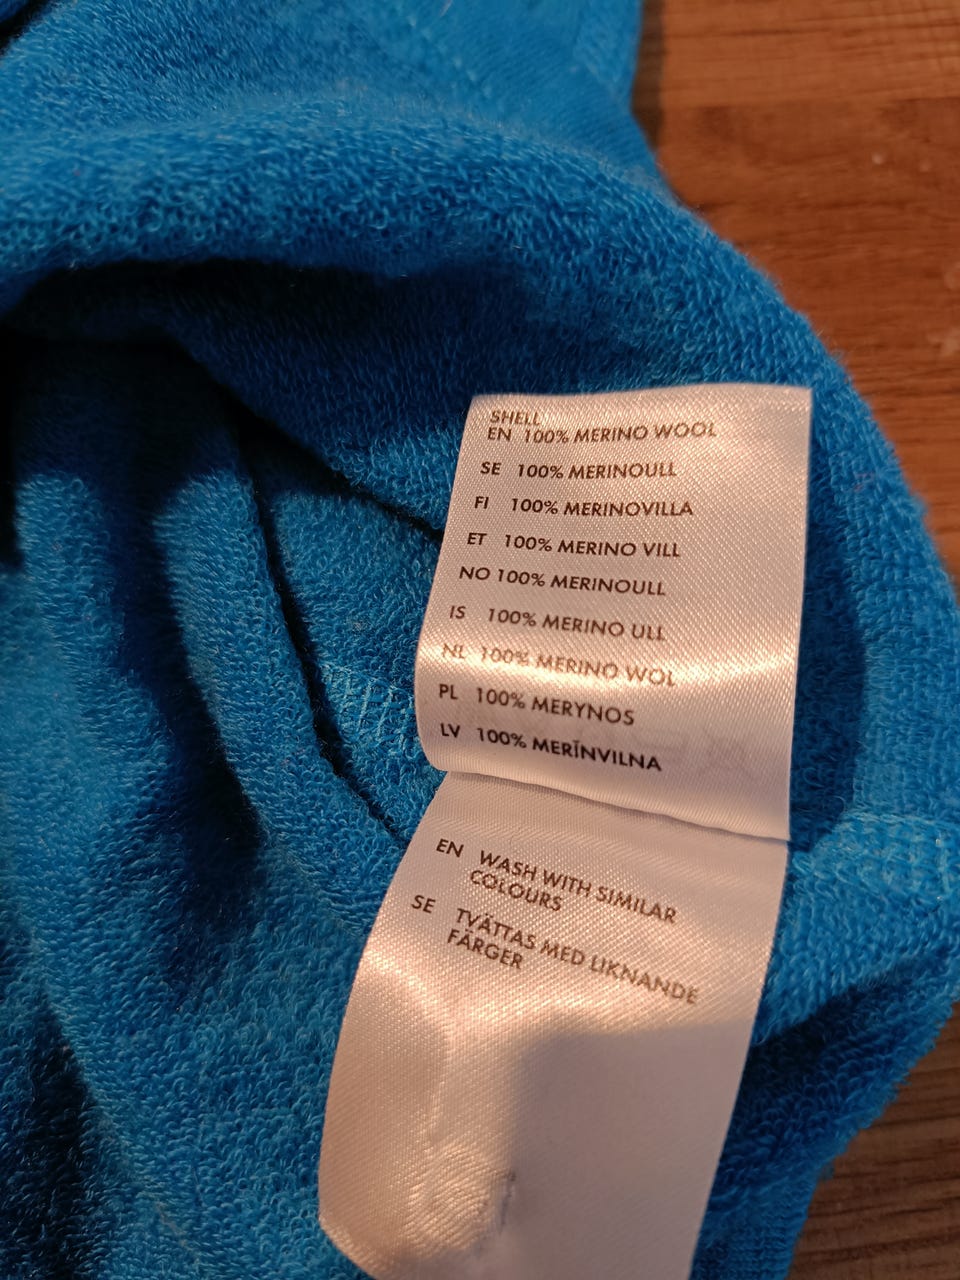 SHELL
EN 100% MERINO WOOL
SE 100% MERINOULL
FI 100% MERINOVILLA
ET 100% MERINO VILL
NO 100% MERINOULL
IS 100% MERINO ULL
NL 100% MERINO WOL
PL 100% MERYNOS
LV 100% MERĪNVILNA
EN WASH WITH SIMILAR
COLOURS
SE TVÄTTAS MED LIKNANDE
FÄRGER